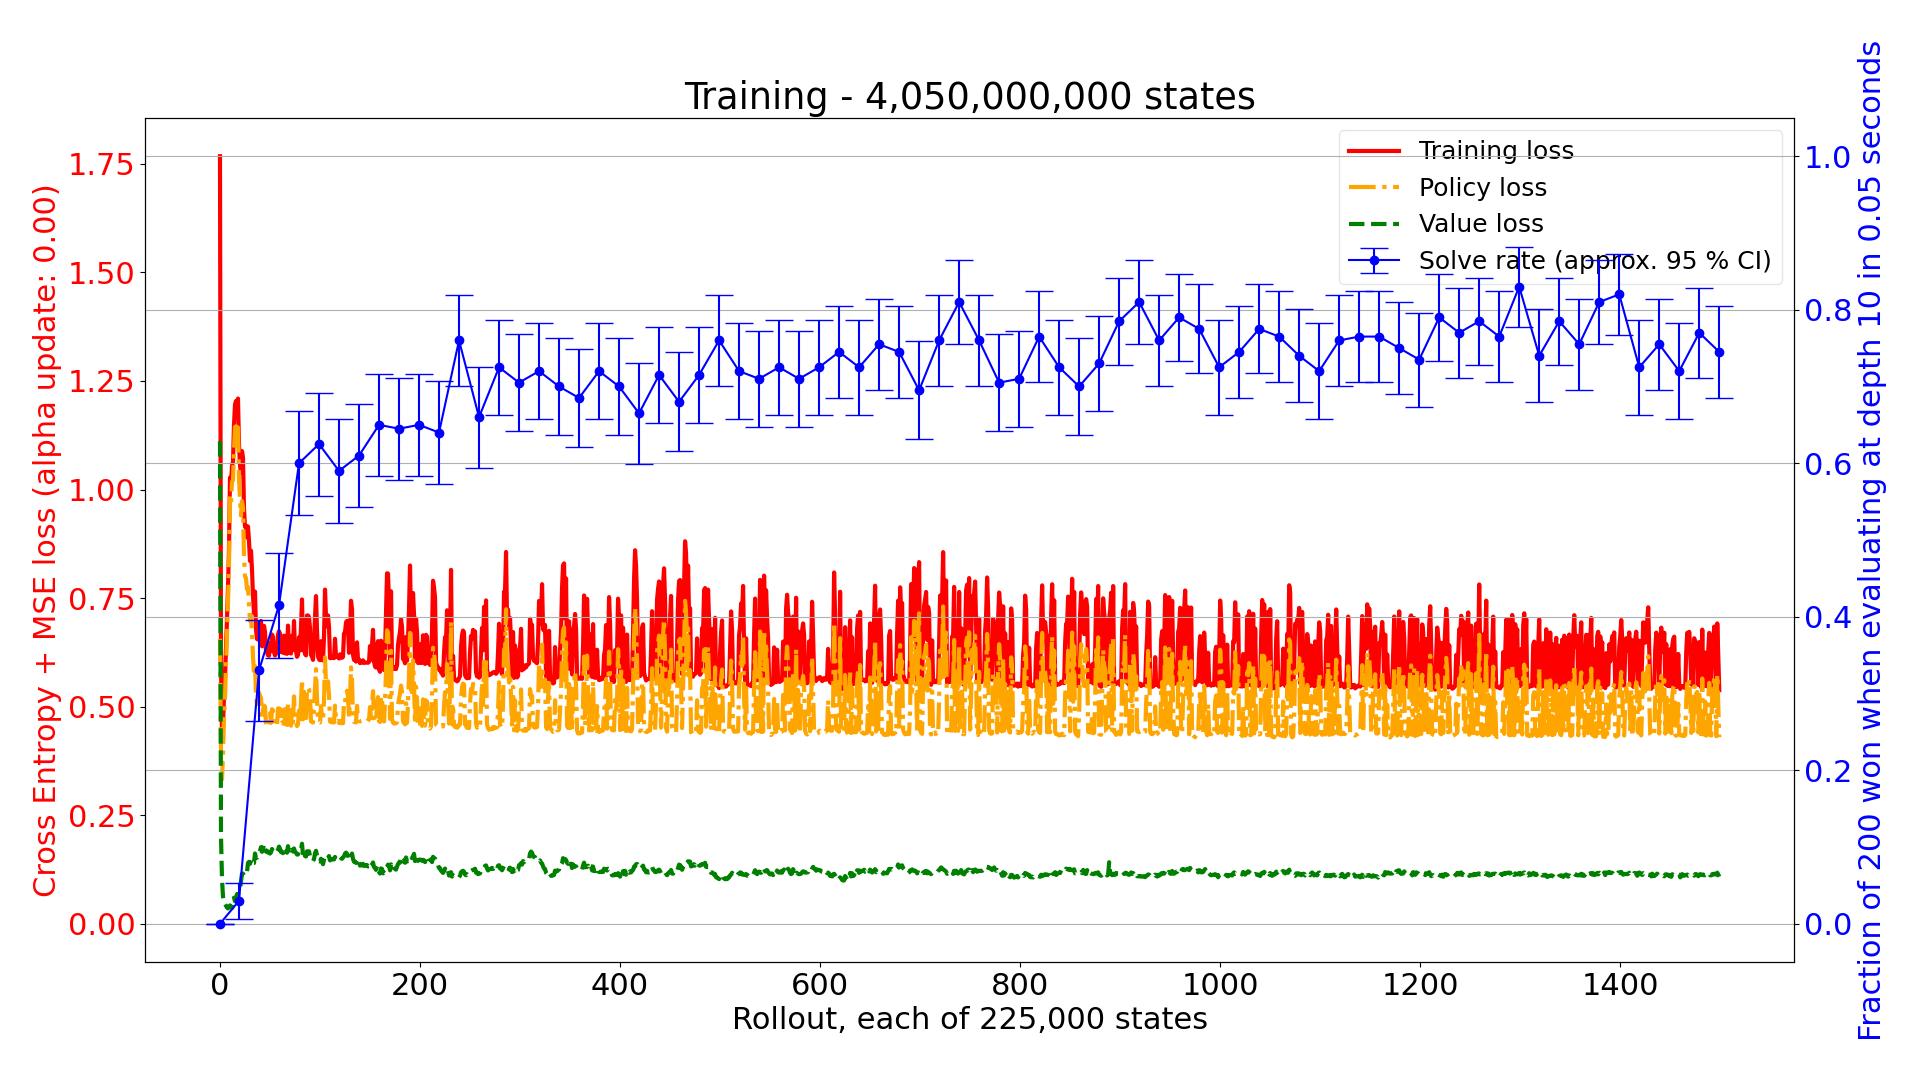 Training - 4,050,000,000 states
Cross Entropy + MSE loss (alpha update: 0.00)
1.75
1.50
1.25
1.00
0.75
0.50
0.25
0.00
Training loss
Policy loss
Value loss
Solve rate (approx. 95 % CI)
1.0
0.8
0.6
0.4
0.2
0.0
Fraction of 200 won when evaluating at depth 10 in 0.05 seconds
0 200 400 600 800 1000 1200 1400
Rollout, each of 225,000 states